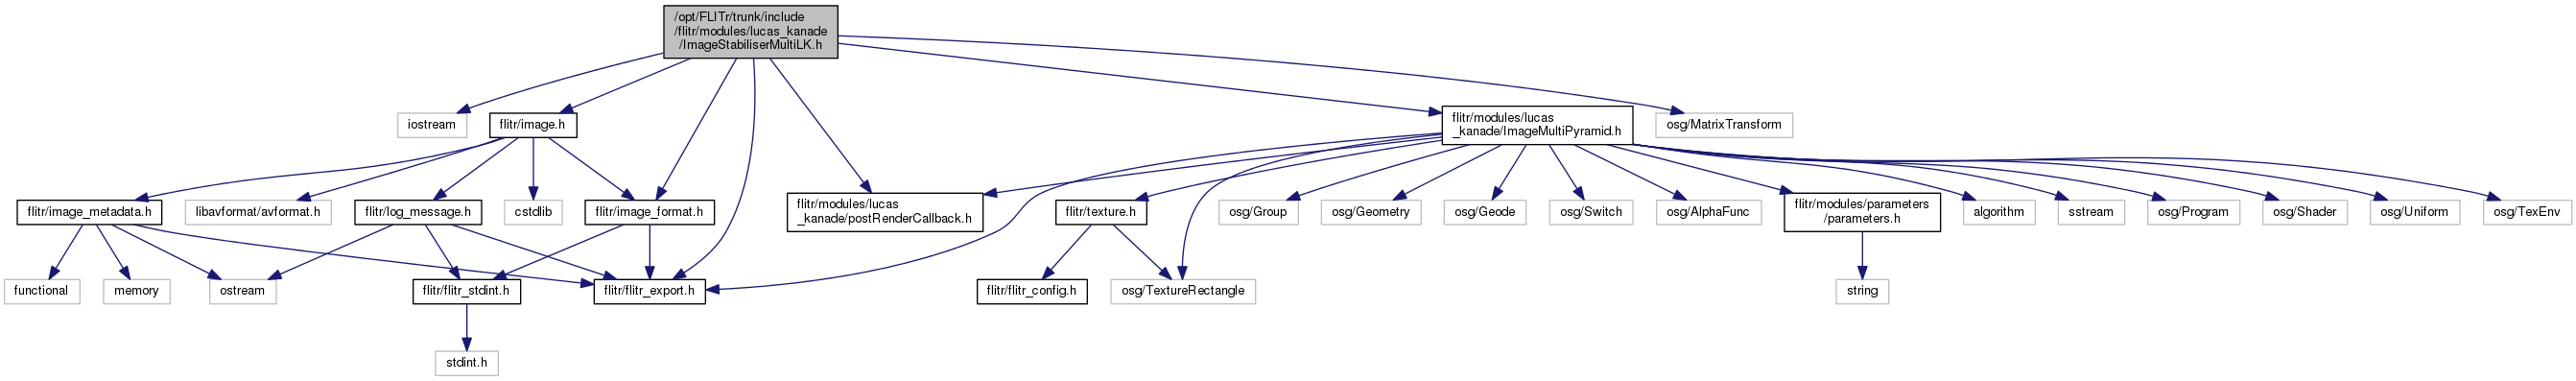 /opt/FLITr/trunk/include
/flitr/modules/lucas_kanade
/ImageStabiliserMultiLK.h
iostream
flitr/image.h
flitr/modules/lucas
_kanade/ImageMultiPyramid.h
osg/MatrixTransform
flitr/image_metadata.h
libavformat/avformat.h
flitr/log_message.h
cstdlib
flitr/image_format.h
flitr/modules/lucas
_kanade/postRenderCallback.h
flitr/texture.h
osg/Group
osg/Geometry
osg/Geode
osg/Switch
osg/AlphaFunc
flitr/modules/parameters
/parameters.h
algorithm
sstream
osg/Program
osg/Shader
osg/Uniform
osg/TexEnv
functional
memory
ostream
flitr/flitr_stdint.h
flitr/flitr_export.h
flitr/flitr_config.h
osg/TextureRectangle
string
stdint.h